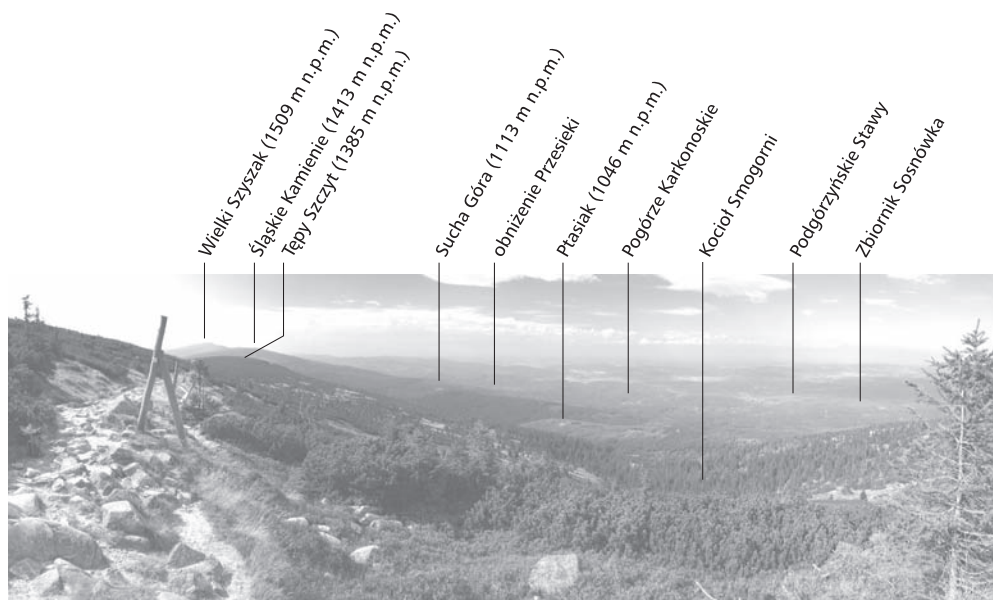 Wielki Szyszak (1509 m n.p.m.)
Śląskie Kamienie (1413 m n.p.m.)
Tępy Szczyt (1385 m n.p.m.)
Sucha Góra (1113 m n.p.m.)
obniżenie Przesieki
Ptasiak (1046 m n.p.m.)
Pogórze Karkonoskie
Kocioł Smogorni
Podgórzyńskie Stawy
Zbiornik Sosnówka